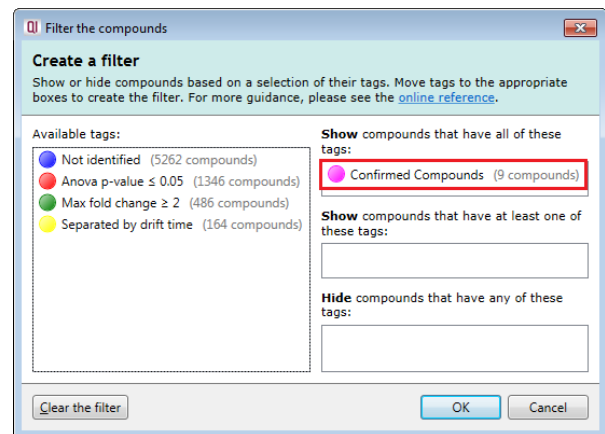 QI Filter the compounds
Create a filter
Show or hide compounds based on a selection of their tags. Move tags to the appropriate
boxes to create the filter. For more guidance, please see the online reference.
Available tags:
Not identified (5262 compounds)
Anova p-value ≤ 0.05 (1346 compounds)
Max fold change ≥ 2 (486 compounds)
Separated by drift time (164 compounds)
Show compounds that have all of these
tags:
Confirmed Compounds (9 compounds)
Show compounds that have at least one of
these tags:
Hide compounds that have any of these
tags:
Clear the filter
OK
Cancel